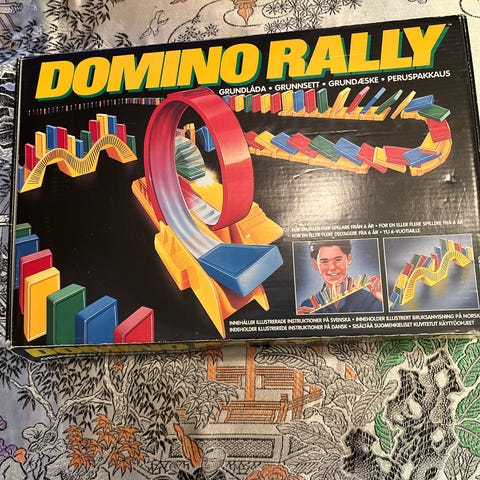 DOMINO RALLY
GRUNDLÅDA • GRUNNSETT • GRUNDÆSKE • PERUSPAKKAUS
FÖR EN ELLER FLER SPELARE FRÅN 6 ÅR • FOR EN ELLER FLERE SPILLERE FRA 6 ÅR
FOR EN ELLER FLERE DELTAGERE FRA 6 ÅR • YLI 6-VUOTIAILLE
INNEHÅLLER ILLUSTRERADE INSTRUKTIONER PÅ SVENSKA • INNEHOLDER ILLUSTRERT BRUKSANVISNING PÅ NORSK
INDEHOLDER ILLUSTREREDE INSTRUKTIONER PÅ DANSK • SISÄLTÄÄ SUOMENKIELISET KUVITETUT KÄYTTÖOHJEET